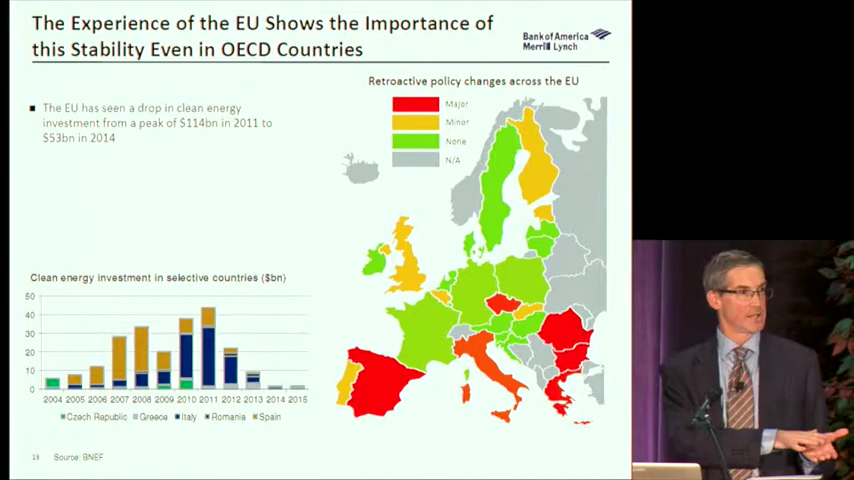 The Experience of the EU Shows the Importance of
this Stability Even in OECD Countries
Bank of America
Merrill Lynch
Retroactive policy changes across the EU
■ The EU has seen a drop in clean energy
investment from a peak of $114bn in 2011 to
$53bn in 2014
Major
Minor
None
N/A
Clean energy investment in selective countries ($bn)
50
40
30
20
10
0
2004 2005 2006 2007 2008 2009 2010 2011 2012 2013 2014 2015
Czech Republic Greece Italy Romania Spain
18 Source: BNEF